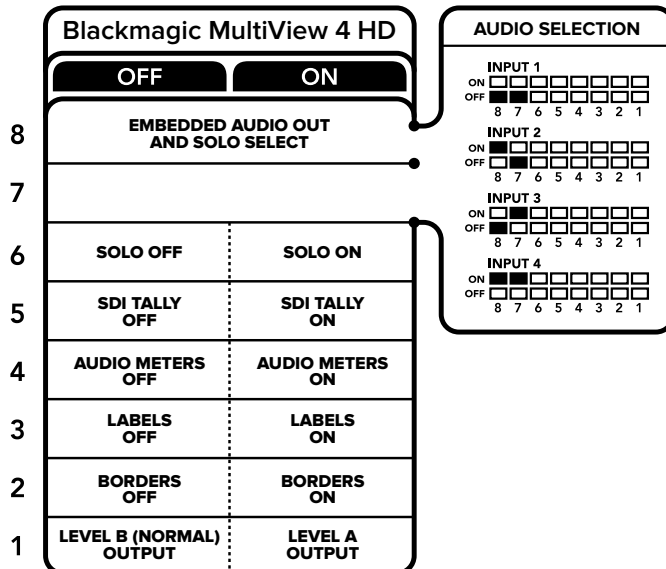 Blackmagic MultiView 4 HD
OFF ON
8 EMBEDDED AUDIO OUT
AND SOLO SELECT
7
6 SOLO OFF SOLO ON
5 SDI TALLY
OFF SDI TALLY
ON
4 AUDIO METERS
OFF AUDIO METERS
ON
3 LABELS
OFF LABELS
ON
2 BORDERS
OFF BORDERS
ON
1 LEVEL B (NORMAL)
OUTPUT LEVEL A
OUTPUT
AUDIO SELECTION
INPUT 1
ON
OFF
8 7 6 5 4 3 2 1
INPUT 2
ON
OFF
8 7 6 5 4 3 2 1
INPUT 3
ON
OFF
8 7 6 5 4 3 2 1
INPUT 4
ON
OFF
8 7 6 5 4 3 2 1